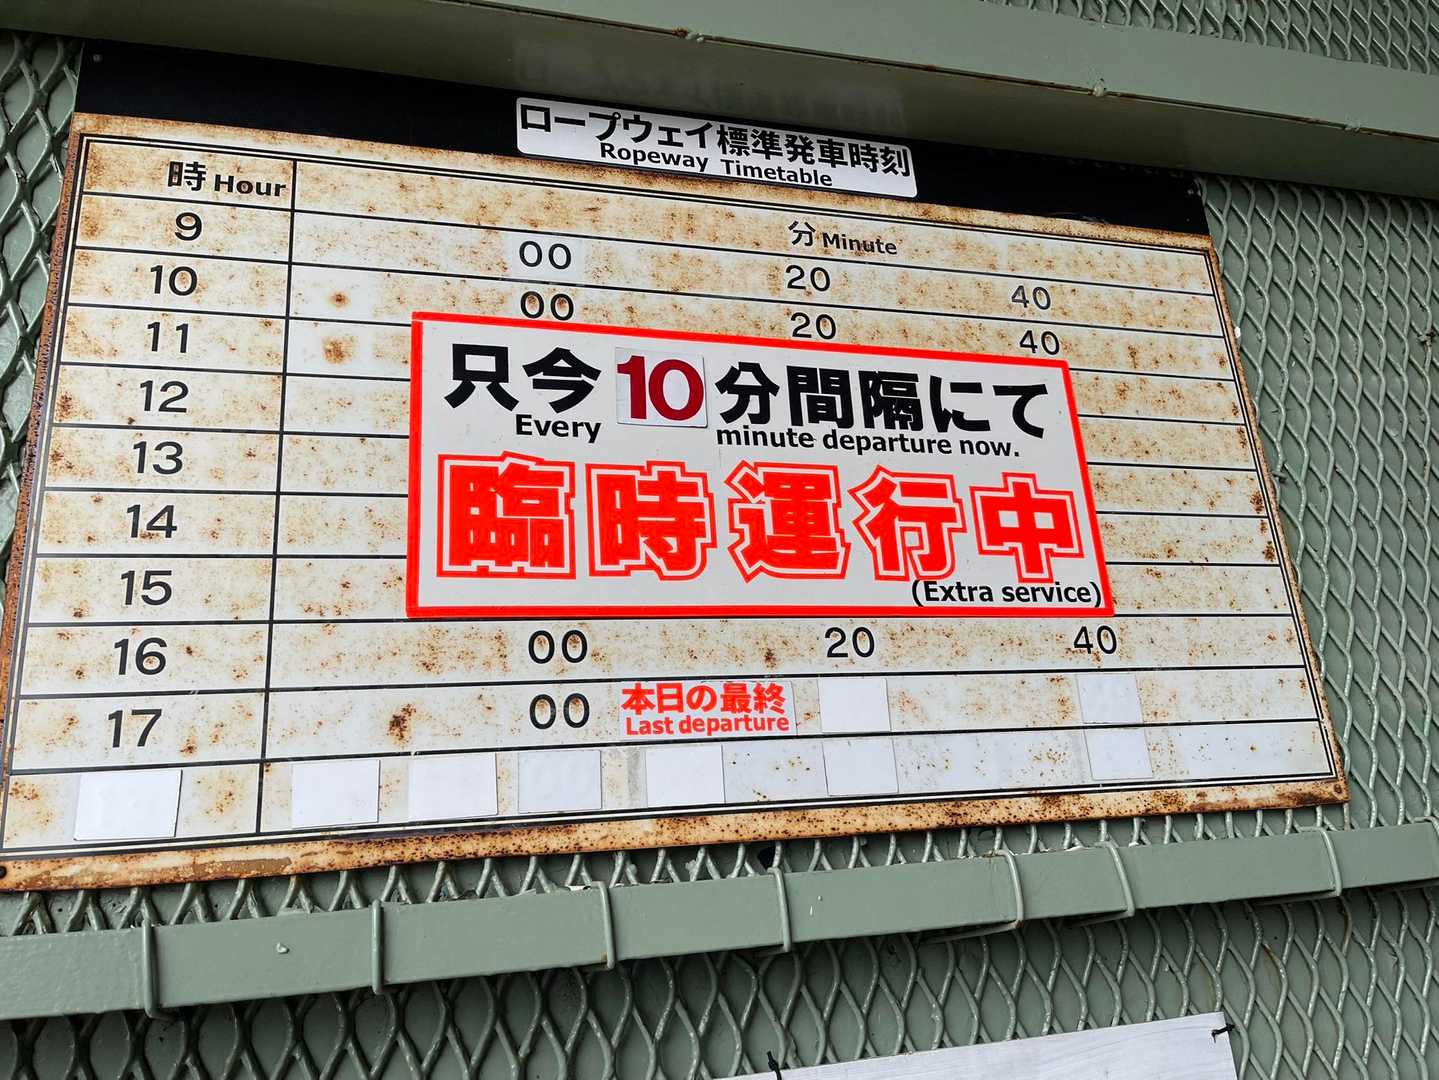 ロープウェイ標準発車時刻
Ropeway Timetable
時 Hour
分 Minute
9 00 20 40
10 00 20 40
11
12
13
14
15
只今10分間隔にて
Every minute departure now.
臨時運行中
(Extra service)
16 00 20 40
17 00 本日の最終
Last departure